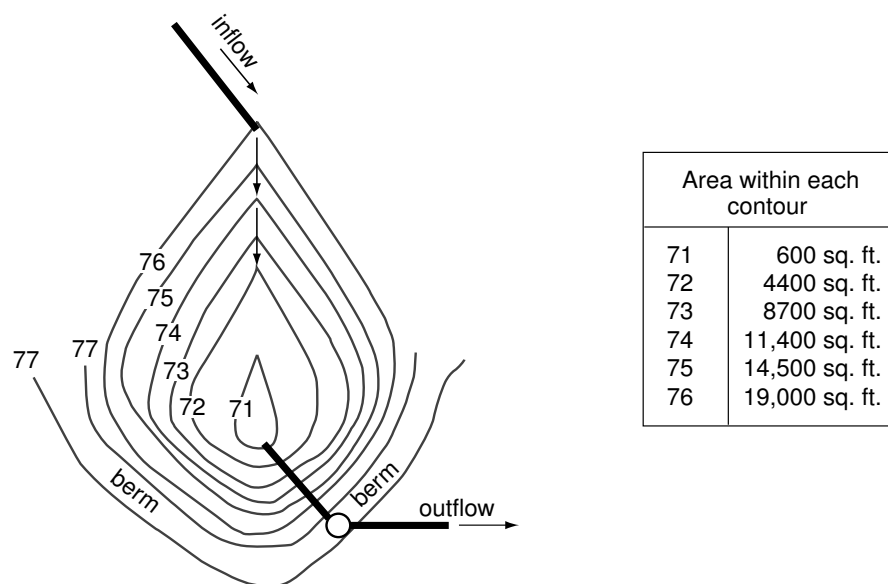 inflow
76
75
74
73
72
71
77
77
berm
berm
outflow
Area within each
contour
71 600 sq. ft.
72 4400 sq. ft.
73 8700 sq. ft.
74 11,400 sq. ft.
75 14,500 sq. ft.
76 19,000 sq. ft.